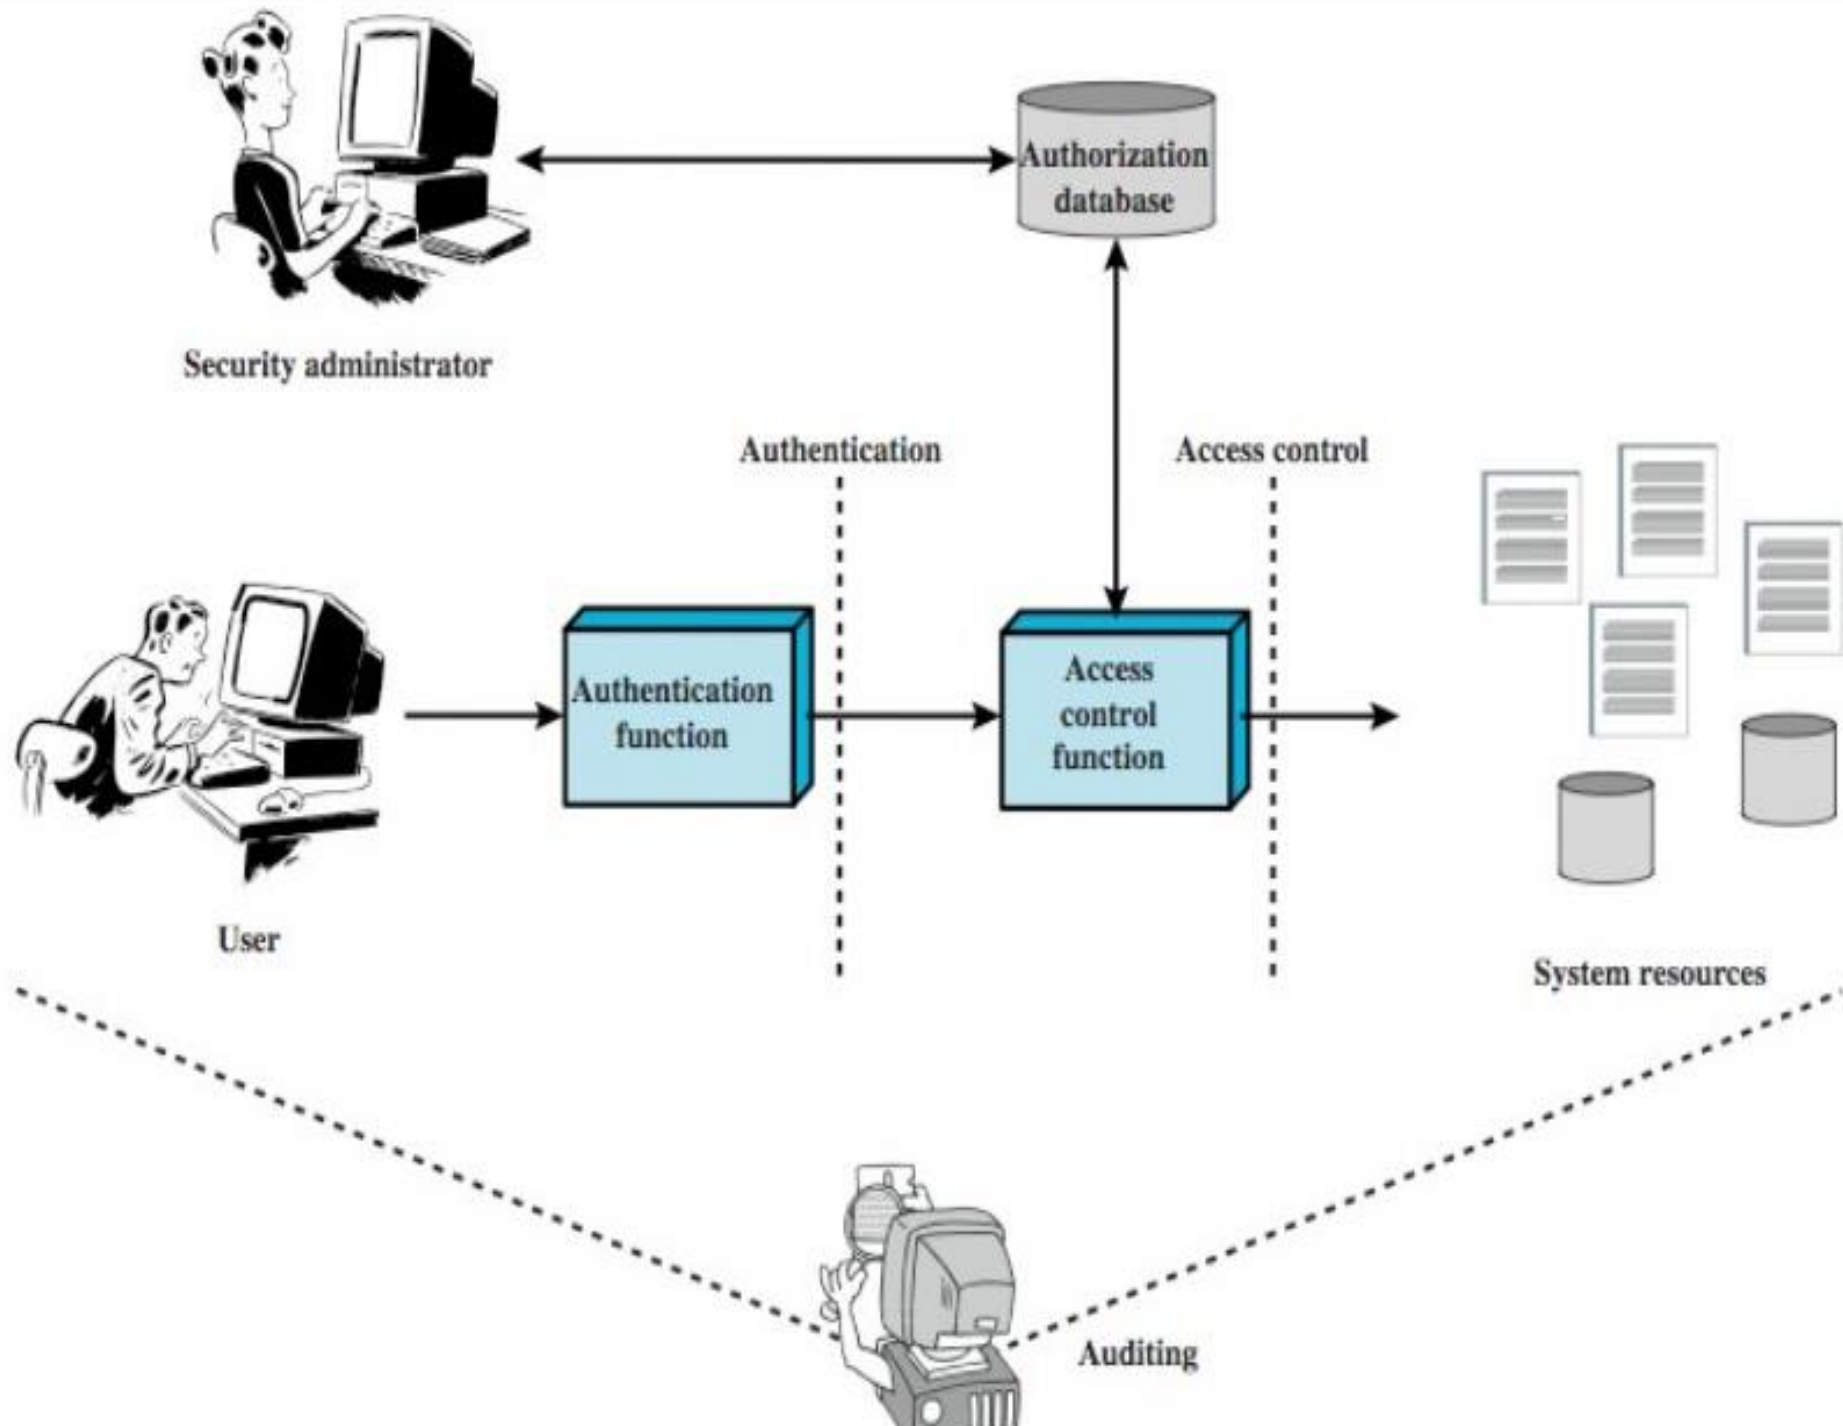 Authorization
database
Security administrator
Authentication
Access control
Authentication
function
Access
control
function
User
System resources
Auditing